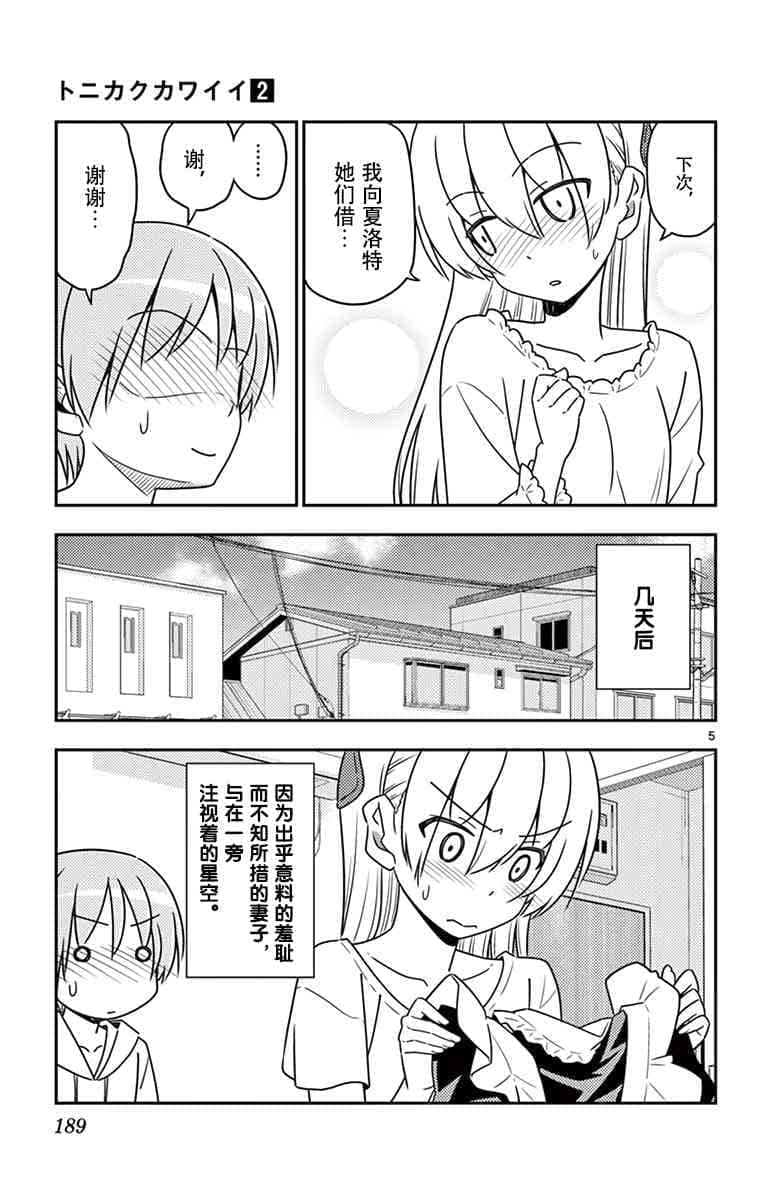 トニカクカワイイ2
下次,
我向夏洛特
她们借…
……
谢,
谢谢…
几天后
5
因为出乎意料的羞耻
而不知所措的妻子，
与在一旁
注视着的星空。
189